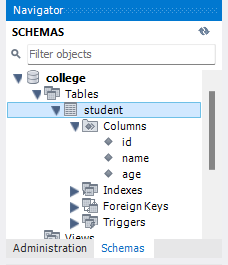 Navigator
SCHEMAS
Filter objects
college
Tables
student
Columns
id
name
age
Indexes
Foreign Keys
Triggers
Views
Administration Schemas